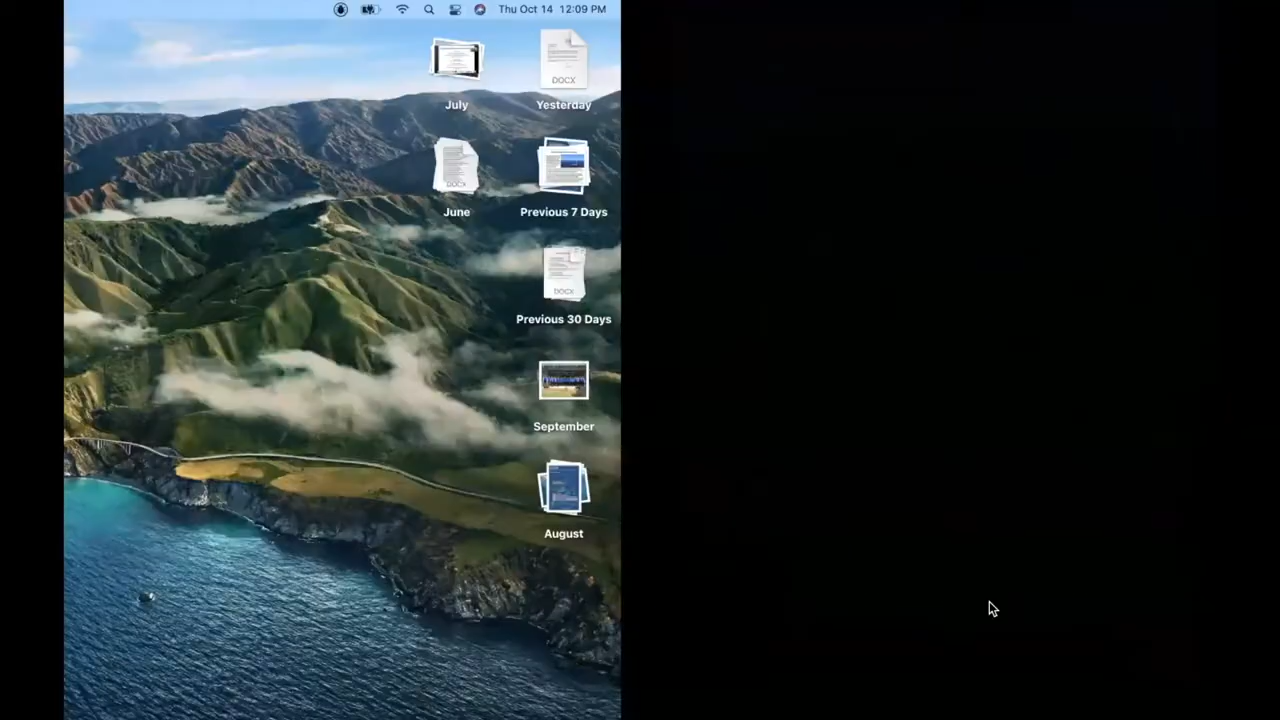 Thu Oct 14 12:09 PM
July
Yesterday
DOCX
June
Previous 7 Days
DOCX
Previous 30 Days
DOCX
September
August